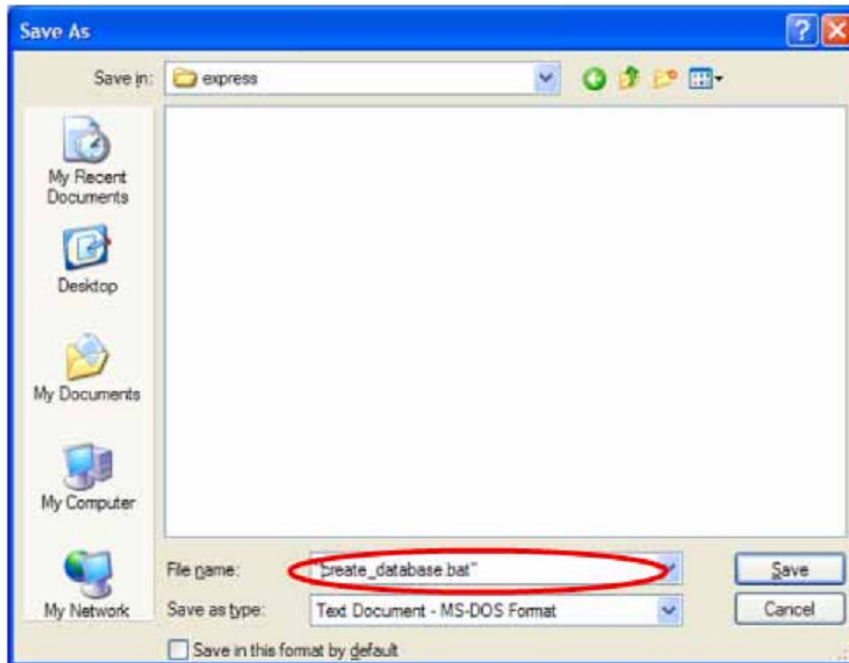 Save As
Save in:
express
My Recent
Documents
Desktop
My Documents
My Computer
My Network
File name:
"create_database.bat"
Save
Save as type:
Text Document - MS-DOS Format
Cancel
Save in this format by default